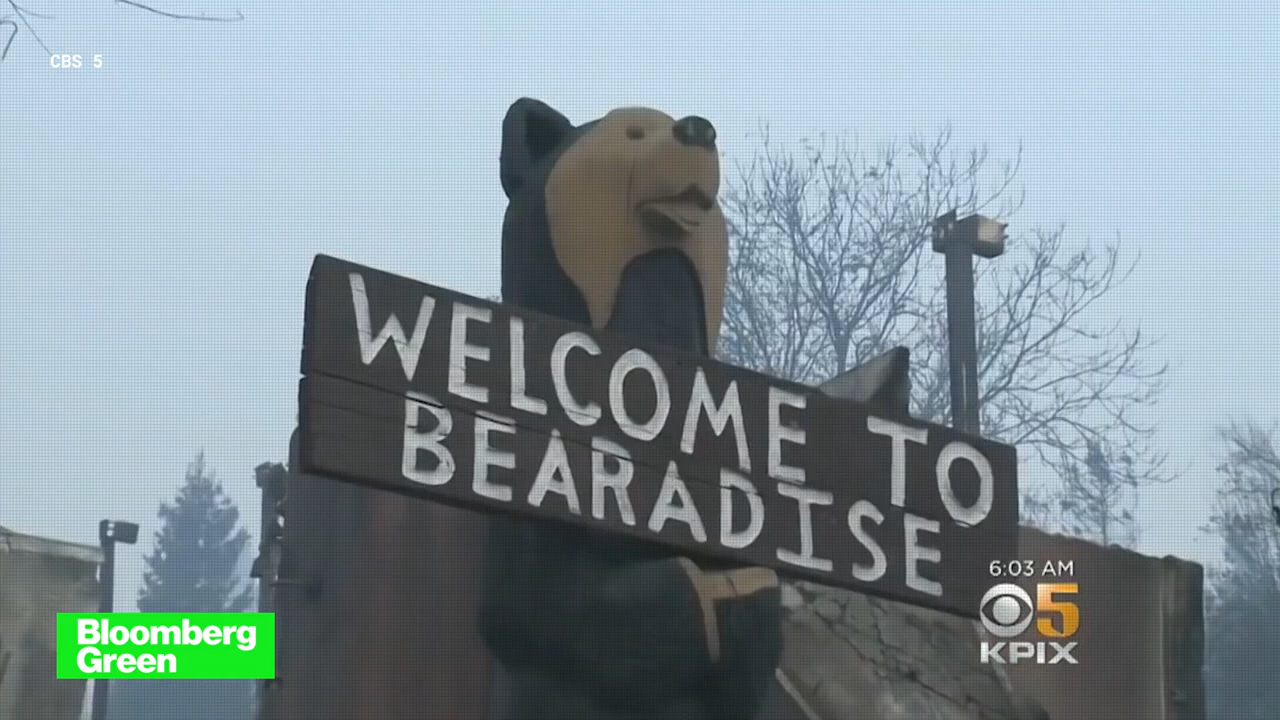 CBS 5
WELCOME TO
BEARADISE
6:03 AM
5
KPIX
Bloomberg
Green